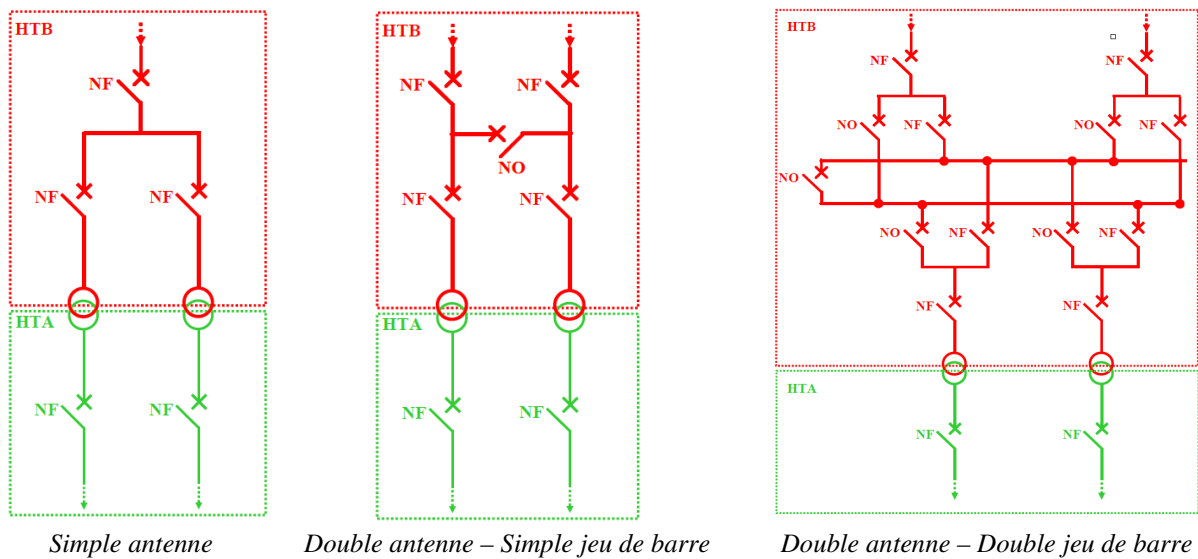 HTB
NF
NF
NF
HTA
NF
NF
Simple antenne
HTB
NF
NF
NO
NF
NF
HTA
NF
NF
Double antenne – Simple jeu de barre
HTB
NF
NF
NO
NF
NO
NF
NO
NO
NF
NO
NF
NF
NF
HTA
NF
NF
Double antenne – Double jeu de barre